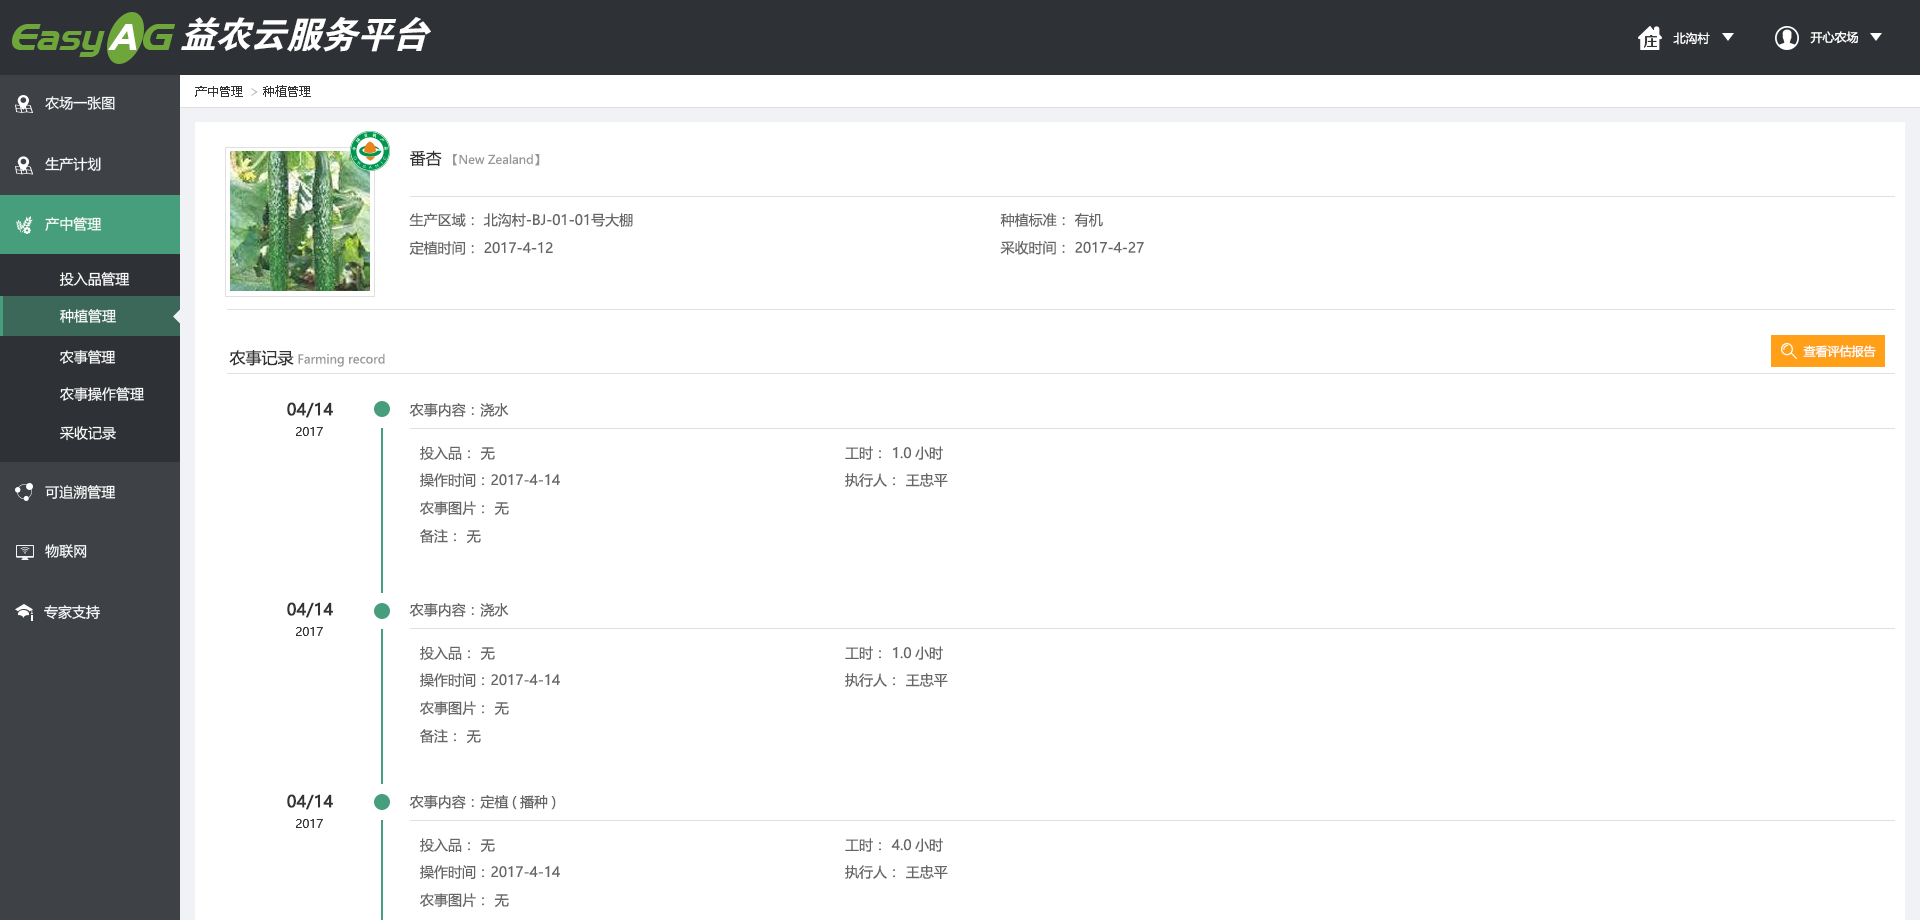 EasyAG 益农云服务平台
庄 北沟村
开心农场
农场一张图
生产计划
产中管理
投入品管理
种植管理
农事管理
农事操作管理
采收记录
可追溯管理
物联网
专家支持
产中管理 > 种植管理
番杏 【New Zealand】
生产区域： 北沟村-BJ-01-01号大棚
种植标准： 有机
定植时间： 2017-4-12
采收时间： 2017-4-27
农事记录 Farming record
查看评估报告
04/14
2017
农事内容：浇水
投入品： 无
工时： 1.0 小时
操作时间：2017-4-14
执行人： 王忠平
农事图片： 无
备注： 无
04/14
2017
农事内容：浇水
投入品： 无
工时： 1.0 小时
操作时间：2017-4-14
执行人： 王忠平
农事图片： 无
备注： 无
04/14
2017
农事内容：定植 ( 播种 )
投入品： 无
工时： 4.0 小时
操作时间：2017-4-14
执行人： 王忠平
农事图片： 无